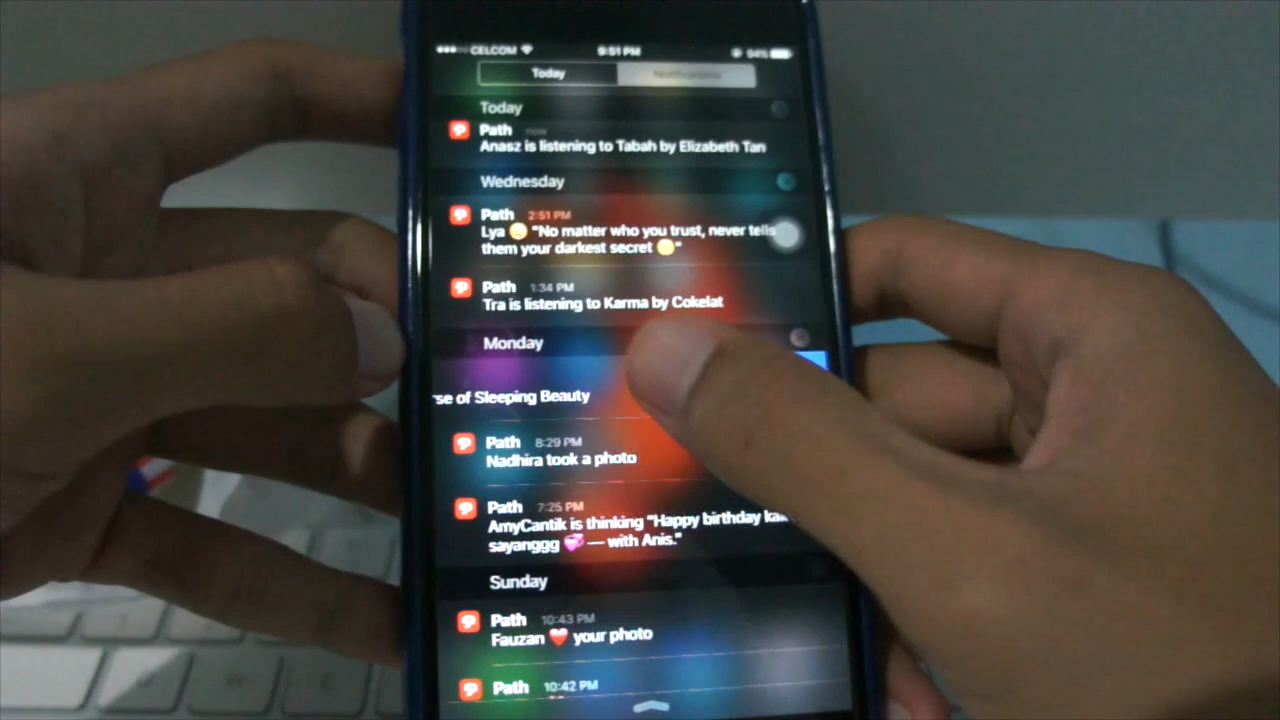 CELCOM 9:51 PM 94%
Today Notifications
Today
Path now
Anasz is listening to Tabah by Elizabeth Tan
Wednesday
Path 2:51 PM
Lya 😊 "No matter who you trust, never tells
them your darkest secret 😊"
Path 1:34 PM
Tra is listening to Karma by Cokelat
Monday
se of Sleeping Beauty
Path 8:29 PM
Nadhira took a photo
Path 7:25 PM
AmyCantik is thinking "Happy birthday
sayanggg 💞 — with Anis."
Sunday
Path 10:43 PM
Fauzan ❤️ your photo
Path 10:42 PM